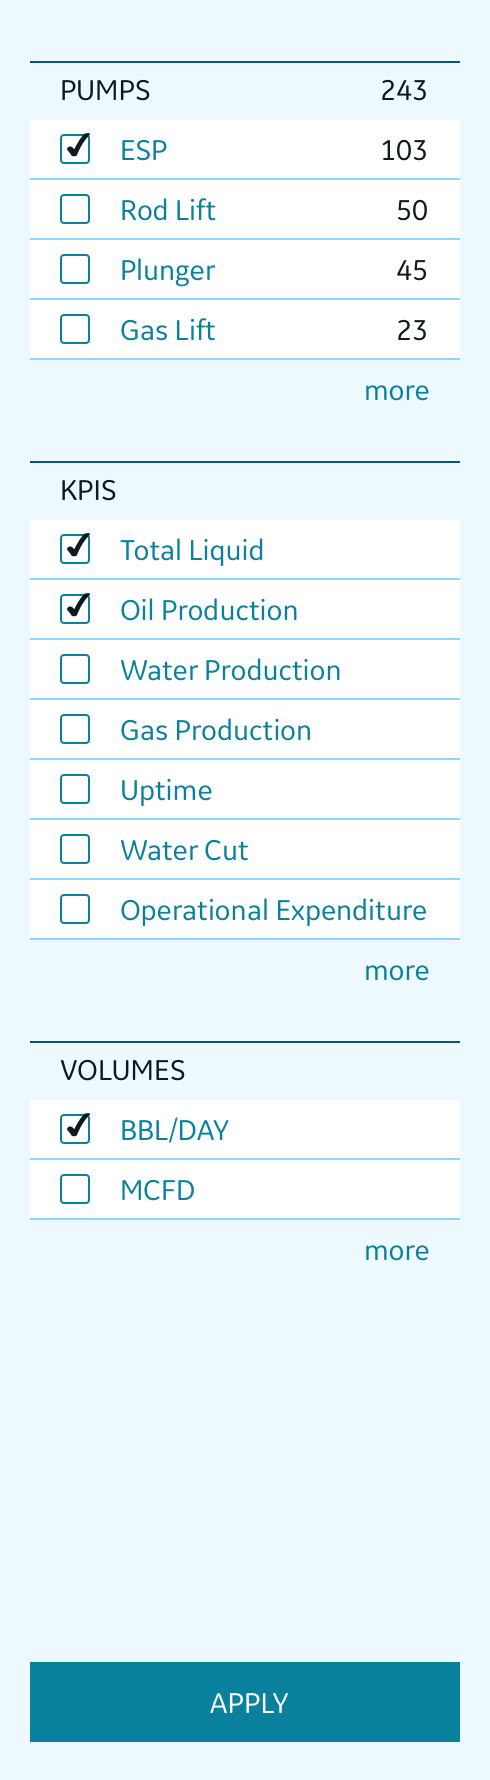 PUMPS 243
ESP 103
Rod Lift 50
Plunger 45
Gas Lift 23
more
KPIS
Total Liquid
Oil Production
Water Production
Gas Production
Uptime
Water Cut
Operational Expenditure
more
VOLUMES
BBL/DAY
MCFD
more
APPLY